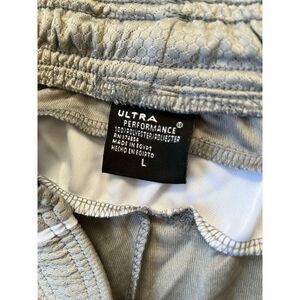 ULTRA
PERFORMANCE
100%POLYESTER/POLIESTER
MADE IN EGYPT
HECHO EN EGIPTO
L